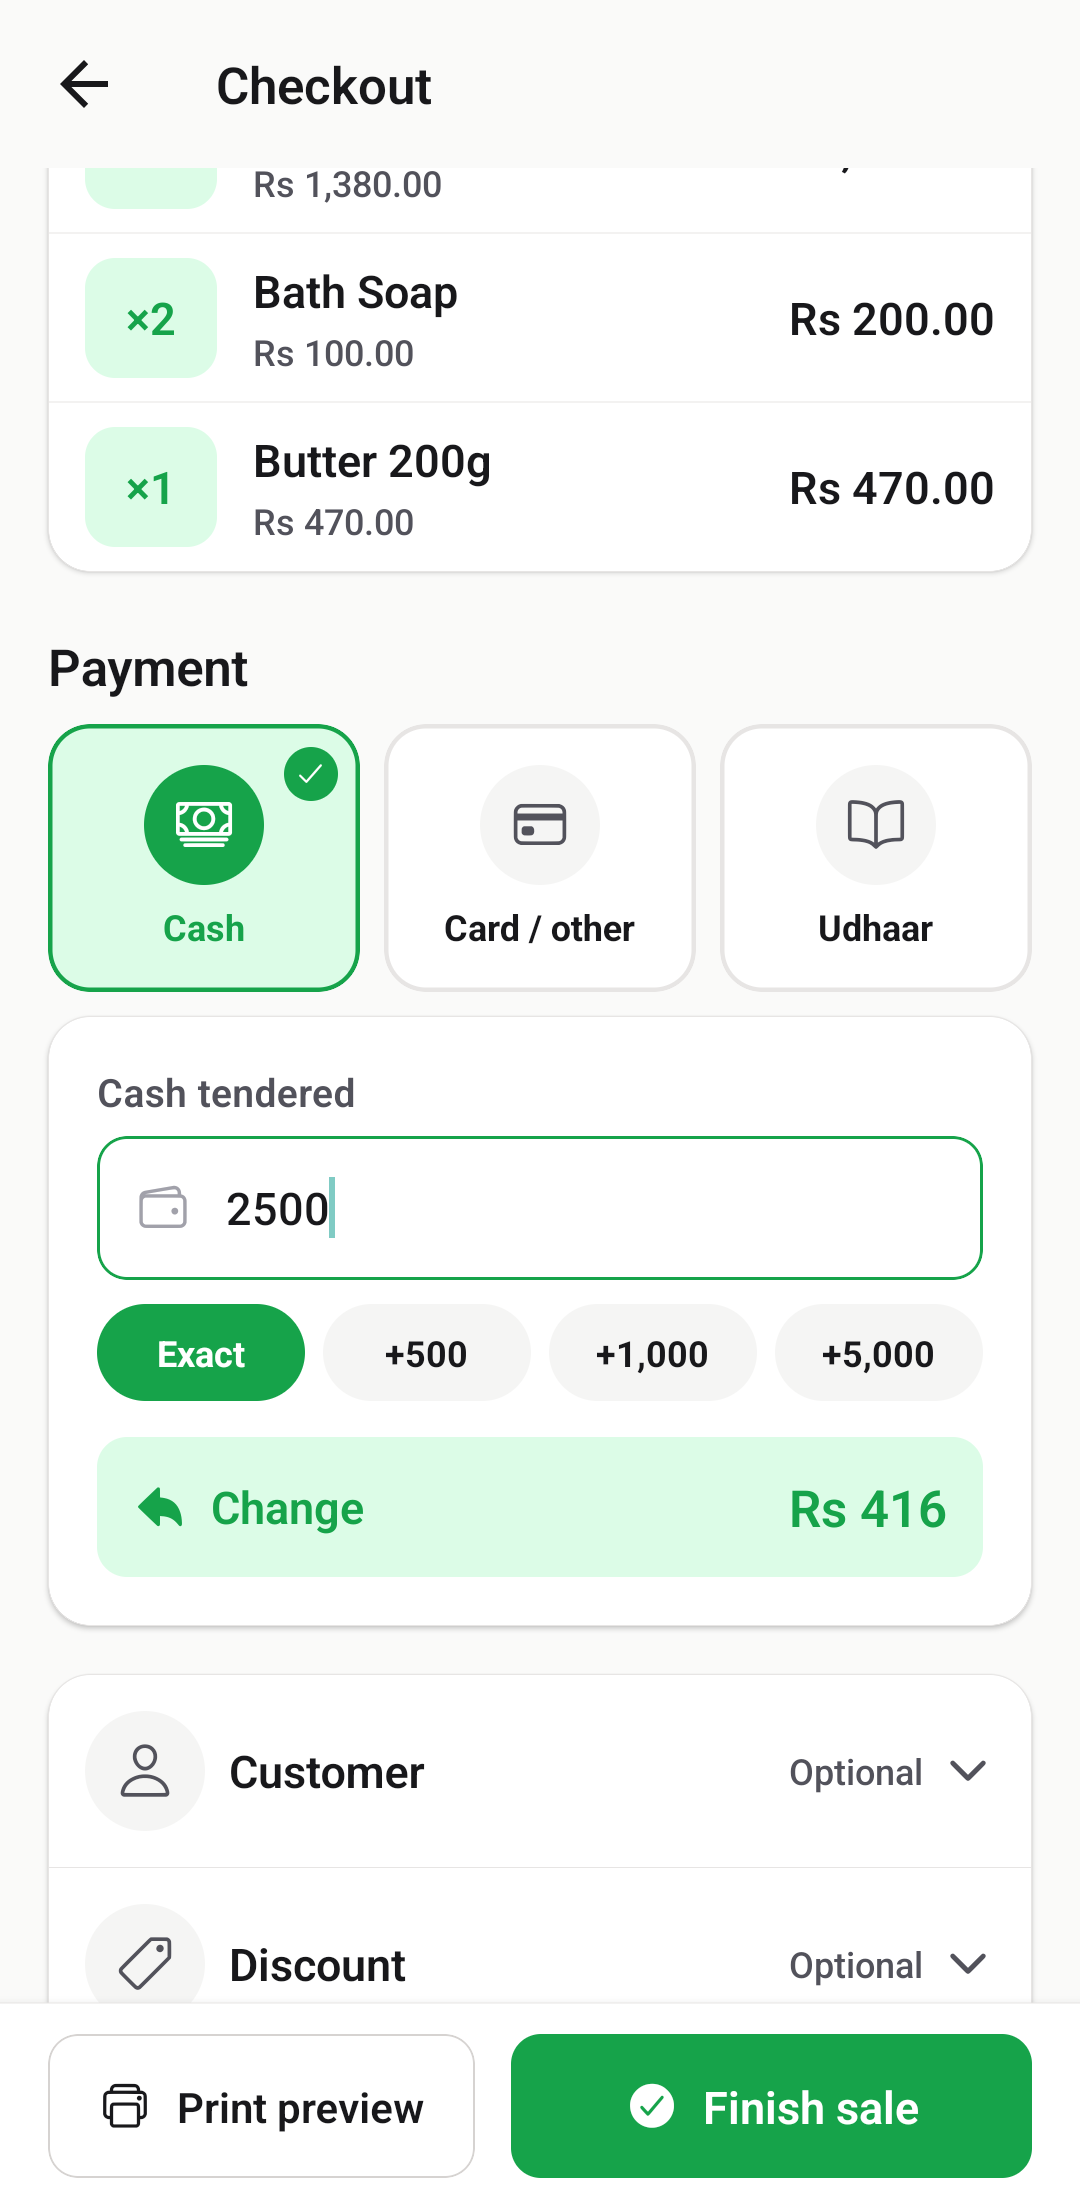 Checkout
Rs 1,380.00
×2
Bath Soap
Rs 200.00
Rs 100.00
×1
Butter 200g
Rs 470.00
Rs 470.00
Payment
Cash
Card / other
Udhaar
Cash tendered
2500
Exact
+500
+1,000
+5,000
Change
Rs 416
Customer
Optional
Discount
Optional
Print preview
Finish sale